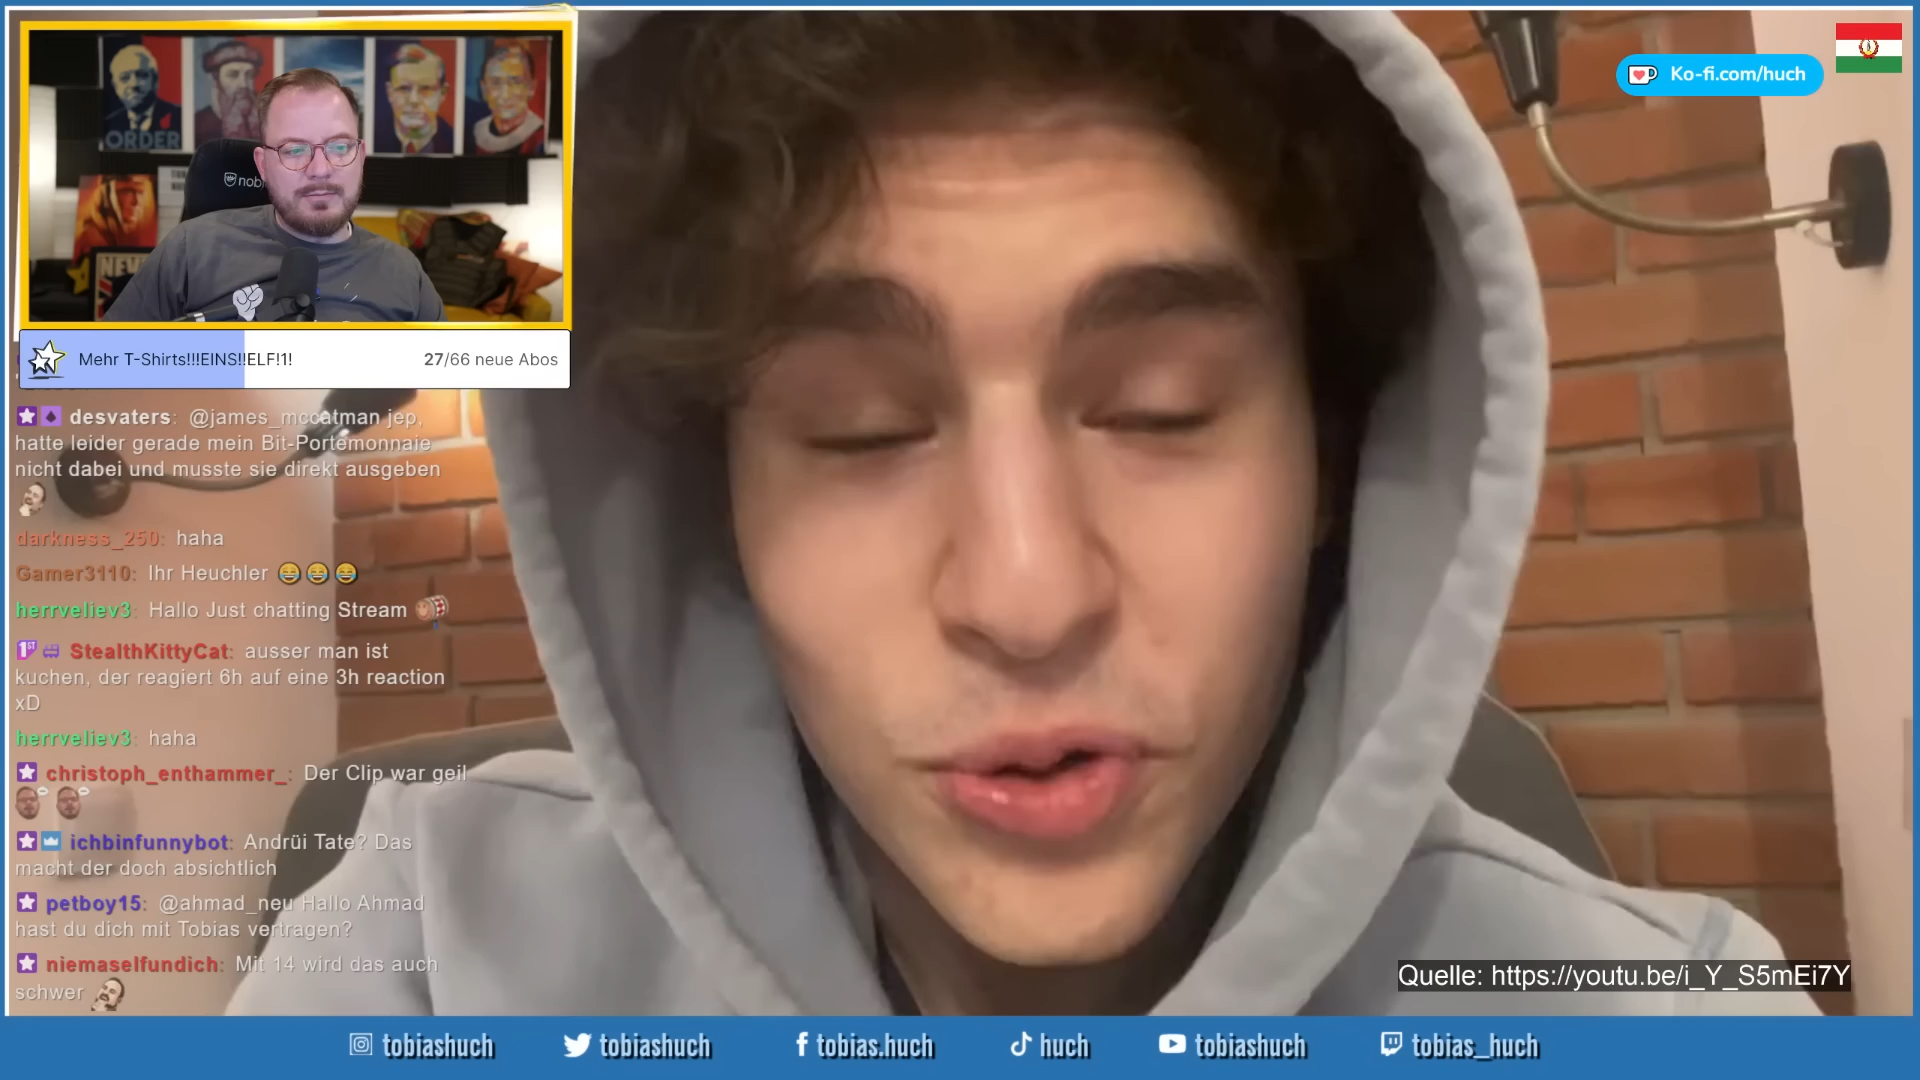 ORDER
nobl
NEV
Ko-fi.com/huch
Mehr T-Shirts!!!EINS!!ELF!1!
27/66 neue Abos
desvaters: @james_mccatman jep,
hatte leider gerade mein Bit-Portemonnaie
nicht dabei und musste sie direkt ausgeben
darkness_250: haha
Gamer3110: Ihr Heuchler 😂😂😂
herrveliev3: Hallo Just chatting Stream
1ST StealthKittyCat: ausser man ist
kuchen, der reagiert 6h auf eine 3h reaction
xD
herrveliev3: haha
christoph_enthammer_: Der Clip war geil
ichbinfunnybot: Andrüi Tate? Das
macht der doch absichtlich
petboy15: @ahmad_neu Hallo Ahmad
hast du dich mit Tobias vertragen?
niemaselfundich: Mit 14 wird das auch
schwer
Quelle: https://youtu.be/i_Y_S5mEi7Y
tobiashuch
tobiashuch
tobias.huch
huch
tobiashuch
tobias_huch